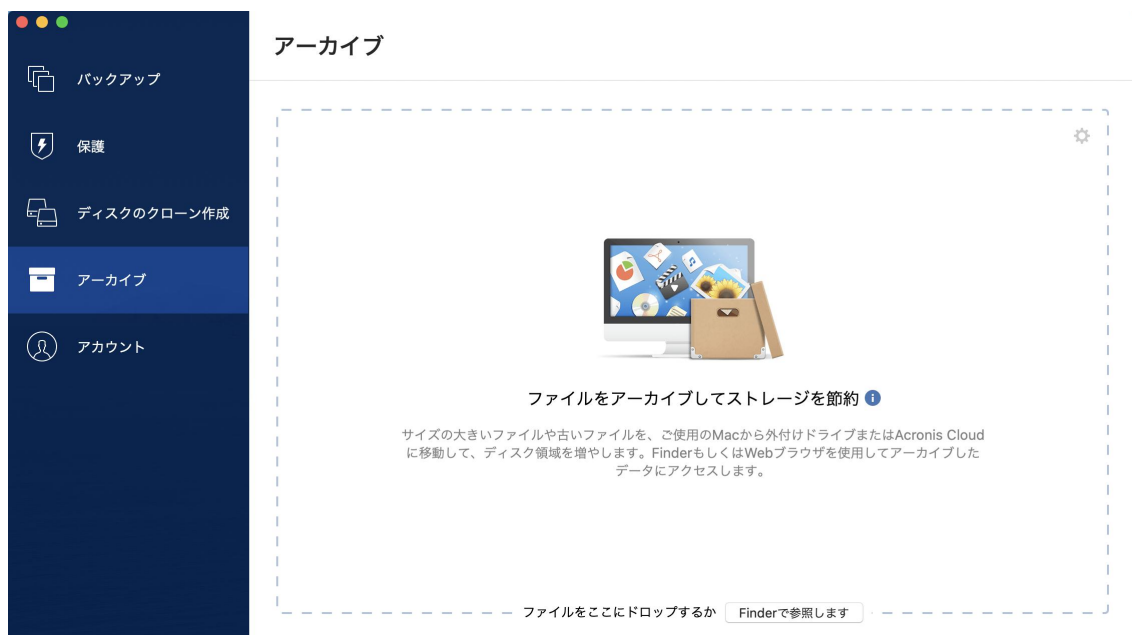 アーカイブ
バックアップ
保護
ディスクのクローン作成
アーカイブ
アカウント
ファイルをアーカイブしてストレージを節約
サイズの大きいファイルや古いファイルを、ご使用のMacから外付けドライブまたはAcronis Cloud
に移動して、ディスク領域を増やします。FinderもしくはWebブラウザを使用してアーカイブした
データにアクセスします。
ファイルをここにドロップするか Finderで参照します